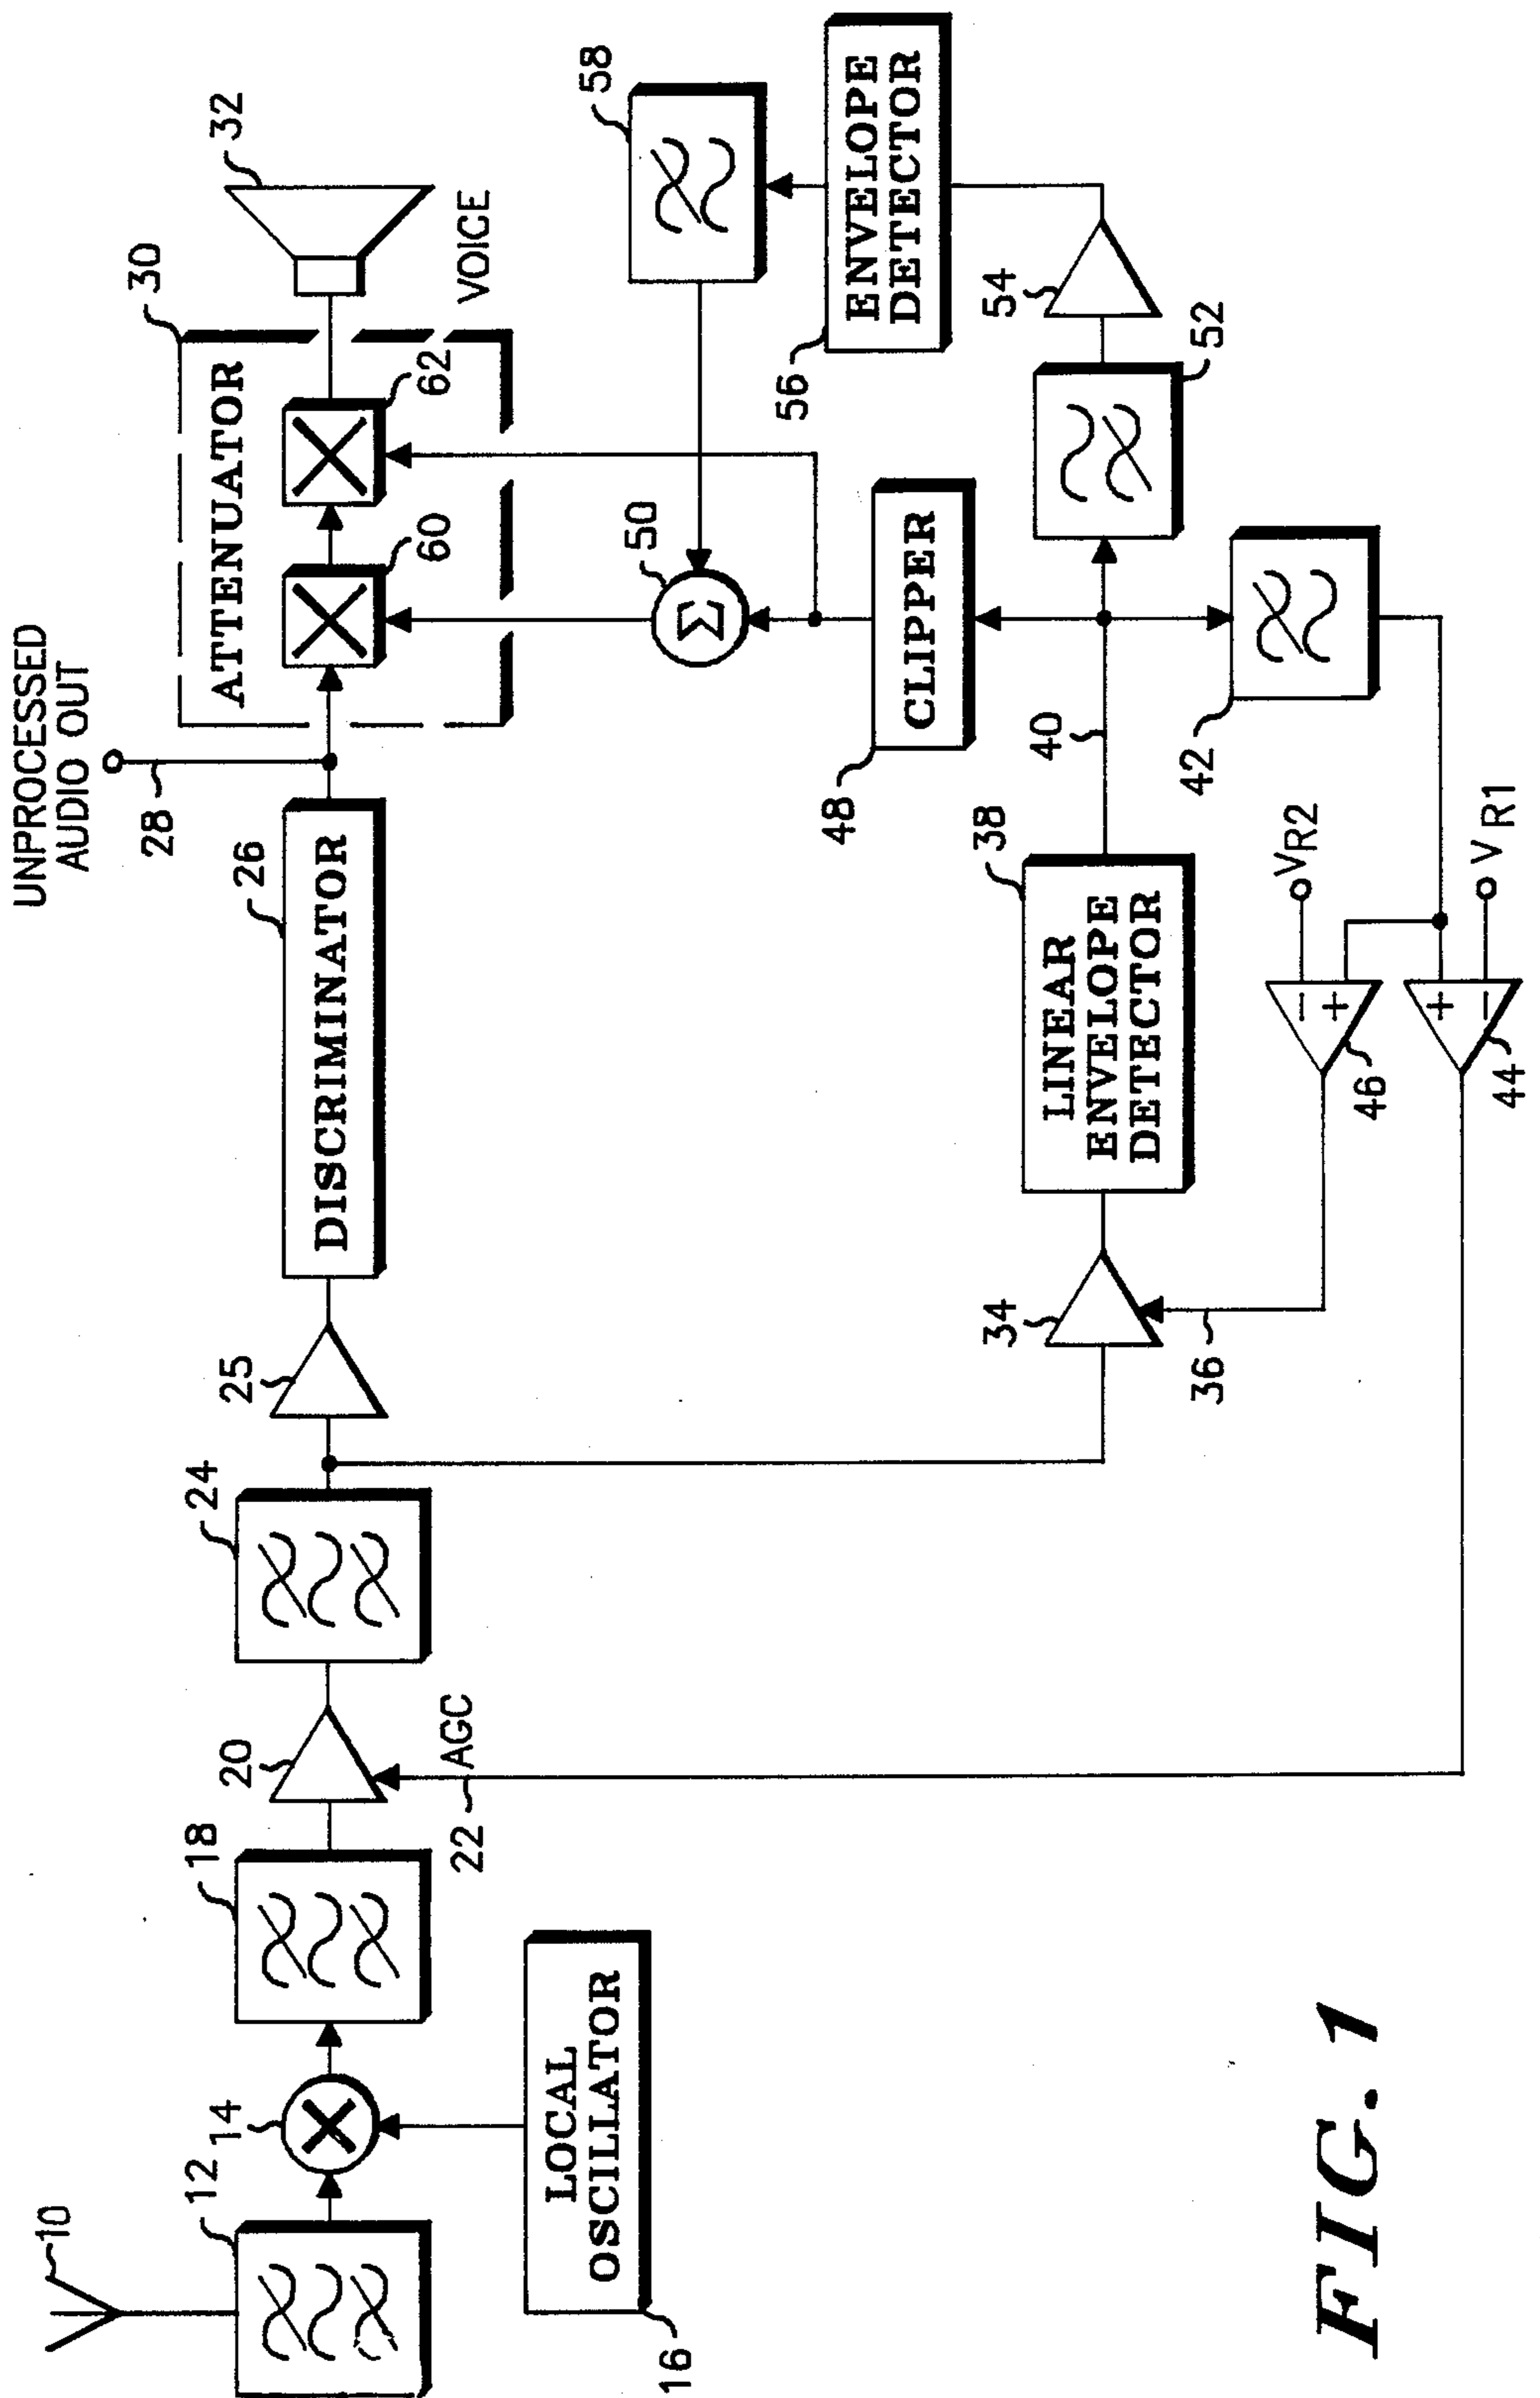 10
12
14
LOCAL
OSCILLATOR
16
18
20
AGC
22
24
25
DISCRIMINATOR
26
UNPROCESSED
AUDIO OUT
28
30
ATTENUATOR
60
62
32
VOICE
34
36
LINEAR
ENVELOPE
DETECTOR
38
40
42
VR2
VR1
−
+
46
+
−
44
CLIPPER
48
50
Σ
52
54
ENVELOPE
DETECTOR
56
58
FIG. 1